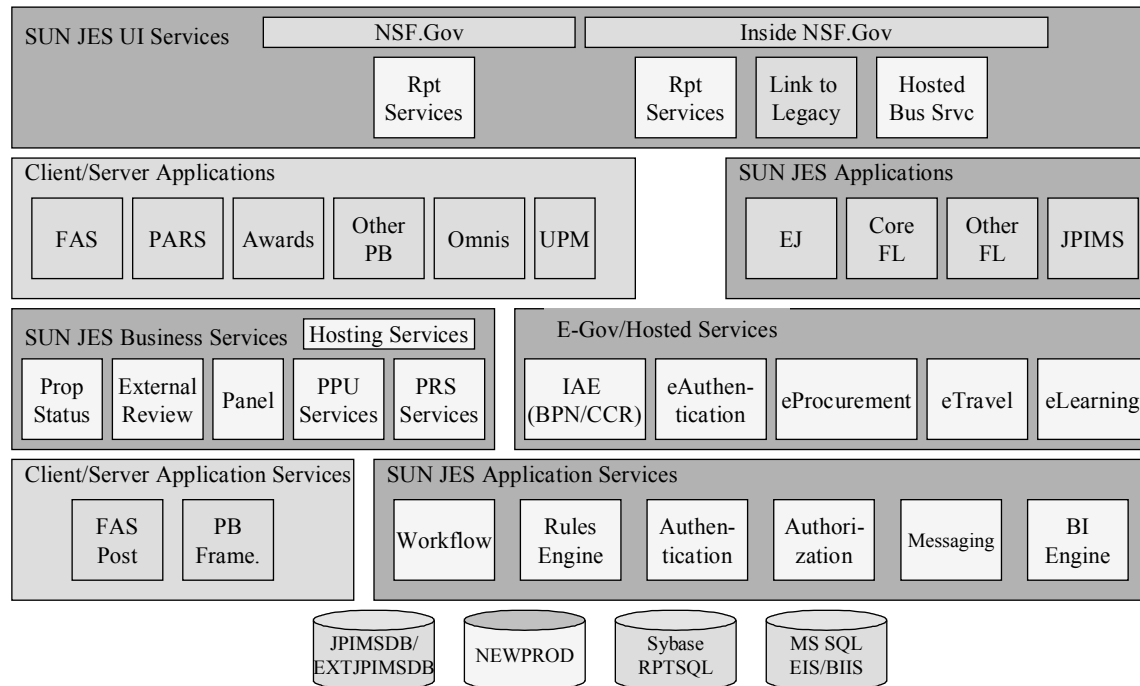 SUN JES UI Services
NSF.Gov
Inside NSF.Gov
Rpt
Services
Rpt
Services
Link to
Legacy
Hosted
Bus Srvc
Client/Server Applications
FAS
PARS
Awards
Other
PB
Omnis
UPM
SUN JES Applications
EJ
Core
FL
Other
FL
JPIMS
SUN JES Business Services
Hosting Services
Prop
Status
External
Review
Panel
PPU
Services
PRS
Services
E-Gov/Hosted Services
IAE
(BPN/CCR)
eAuthen-
tication
eProcurement
eTravel
eLearning
Client/Server Application Services
FAS
Post
PB
Frame.
SUN JES Application Services
Workflow
Rules
Engine
Authen-
tication
Authori-
zation
Messaging
BI
Engine
JPIMSDB/
EXTJPIMSDB
NEWPROD
Sybase
RPTSQL
MS SQL
EIS/BIIS